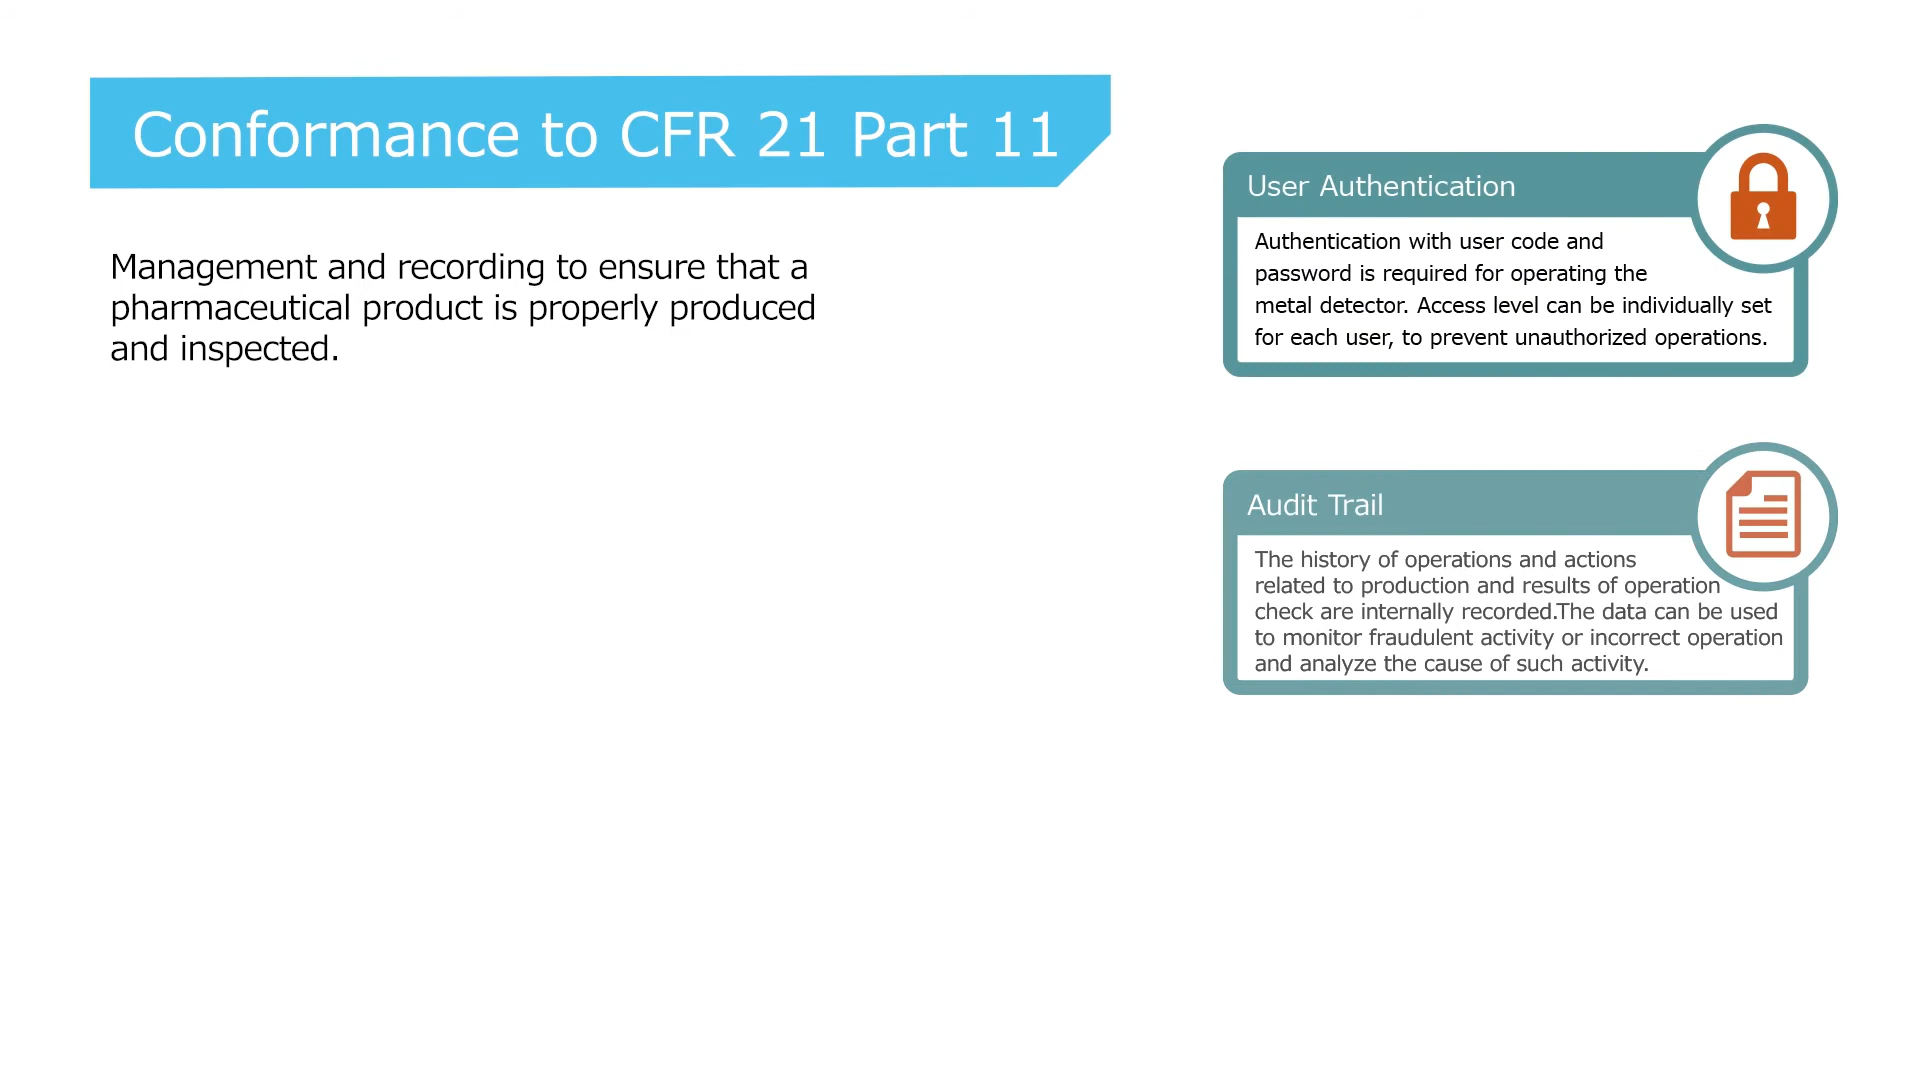 Conformance to CFR 21 Part 11
Management and recording to ensure that a
pharmaceutical product is properly produced
and inspected.
User Authentication
Authentication with user code and
password is required for operating the
metal detector. Access level can be individually set
for each user, to prevent unauthorized operations.
Audit Trail
The history of operations and actions
related to production and results of operation
check are internally recorded.The data can be used
to monitor fraudulent activity or incorrect operation
and analyze the cause of such activity.